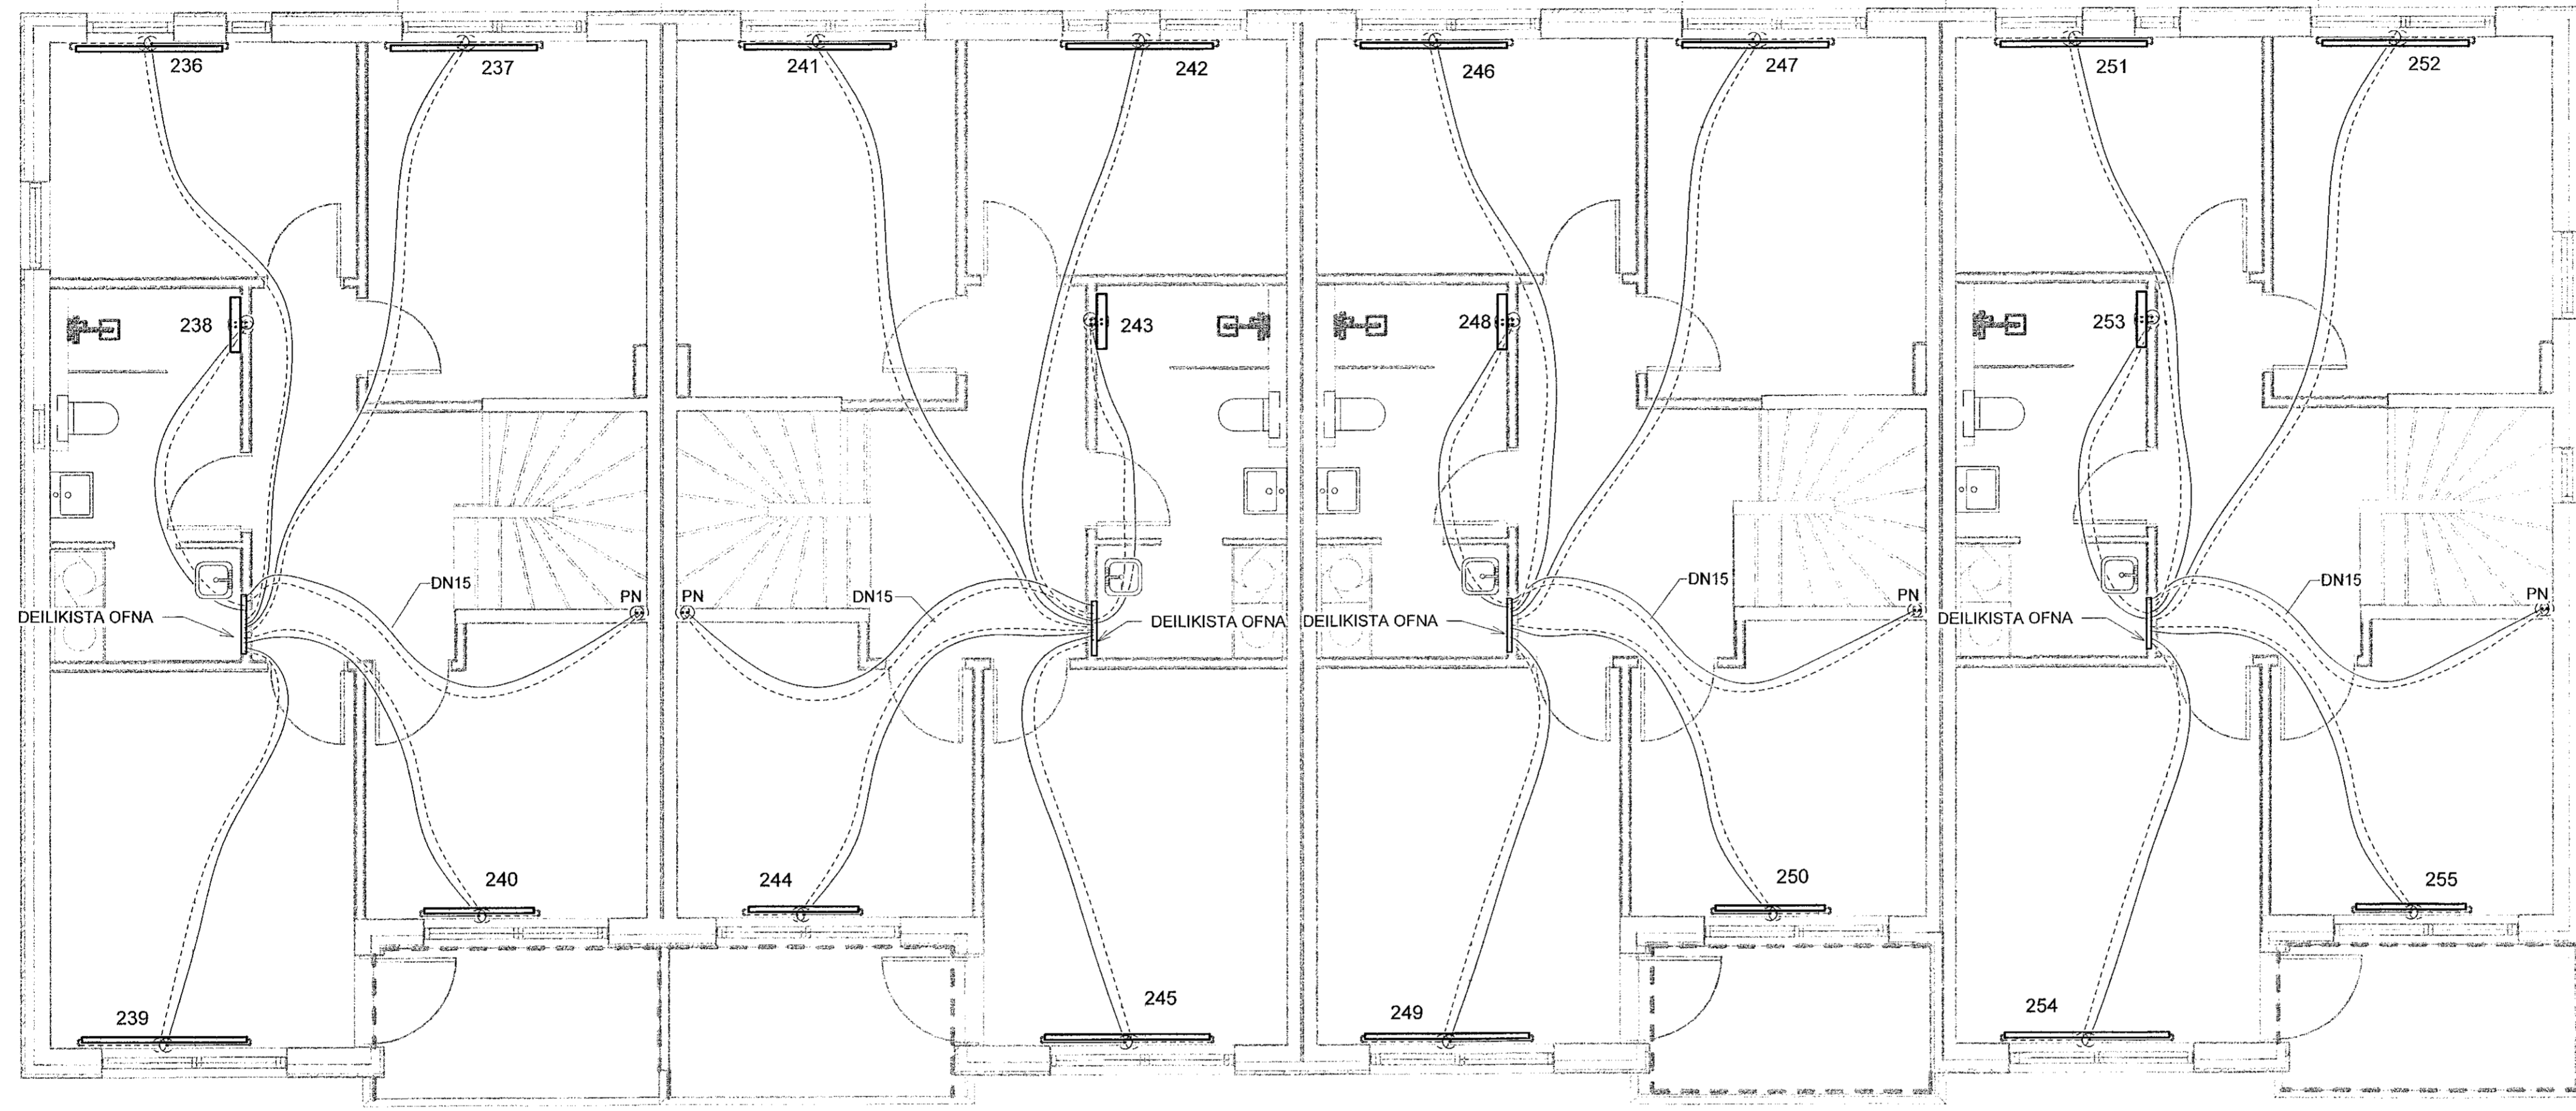 236
237
241
242
246
247
251
252
238
243
248
253
DN15
DN15
DN15
DN15
PN
PN
PN
PN
DEILIKISTA OFNA
DEILIKISTA OFNA
DEILIKISTA OFNA
DEILIKISTA OFNA
240
244
250
255
239
245
249
254